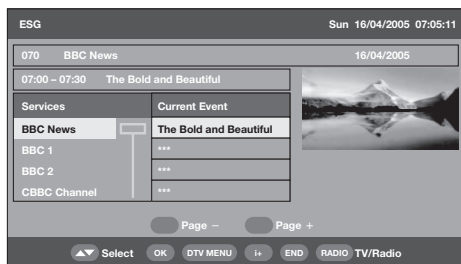 ESG Sun 16/04/2005 07:05:11
070 BBC News 16/04/2005
07:00 – 07:30 The Bold and Beautiful
Services Current Event
BBC News The Bold and Beautiful
BBC 1 ***
BBC 2 ***
CBBC Channel ***
Page – Page +
Select OK DTV MENU i+ END RADIO TV/Radio